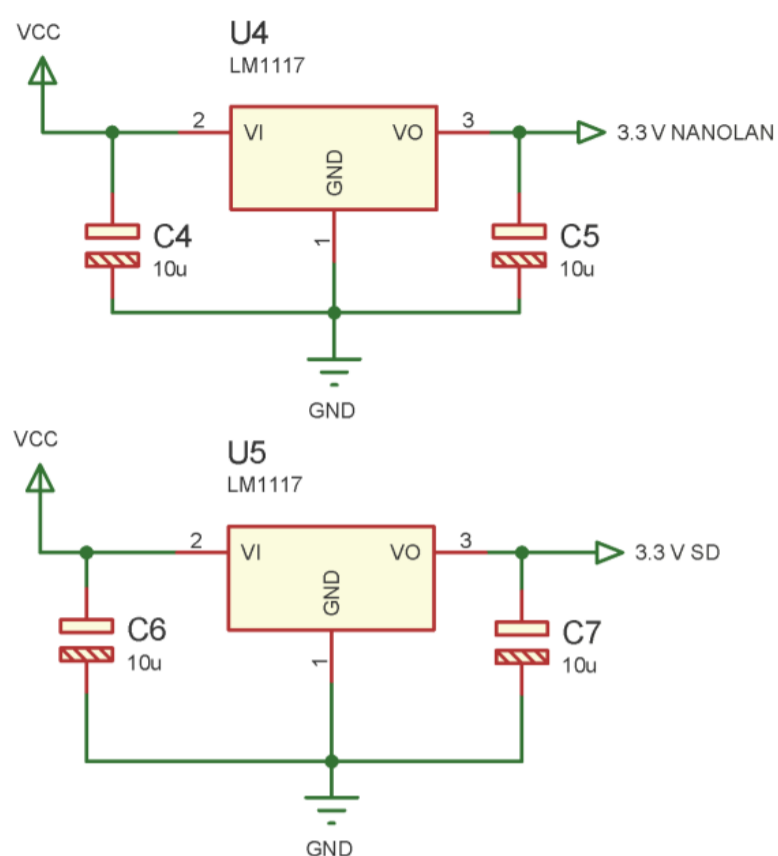 VCC
U4
LM1117
2
VI
VO
3
3.3 V NANOLAN
GND
1
C4
10u
C5
10u
GND
VCC
U5
LM1117
2
VI
VO
3
3.3 V SD
GND
1
C6
10u
C7
10u
GND